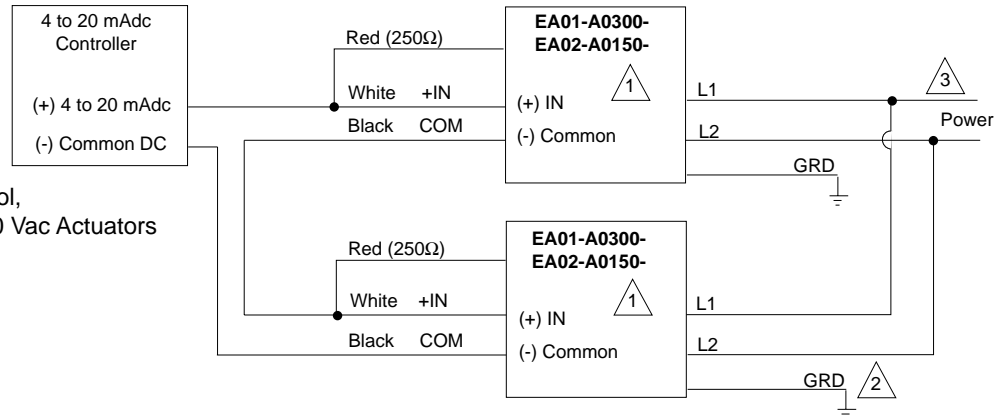 4 to 20 mAdc
Controller
(+) 4 to 20 mAdc
(-) Common DC
Red (250Ω)
White +IN
Black COM
EA01-A0300-
EA02-A0150-
1
(+) IN
(-) Common
L1
L2
GRD
3
Power
Vac Actuators
Red (250Ω)
White +IN
Black COM
EA01-A0300-
EA02-A0150-
1
(+) IN
(-) Common
L1
L2
GRD
2